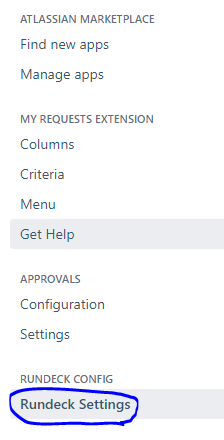 ATLASSIAN MARKETPLACE
Find new apps
Manage apps
MY REQUESTS EXTENSION
Columns
Criteria
Menu
Get Help
APPROVALS
Configuration
Settings
RUNDECK CONFIG
Rundeck Settings